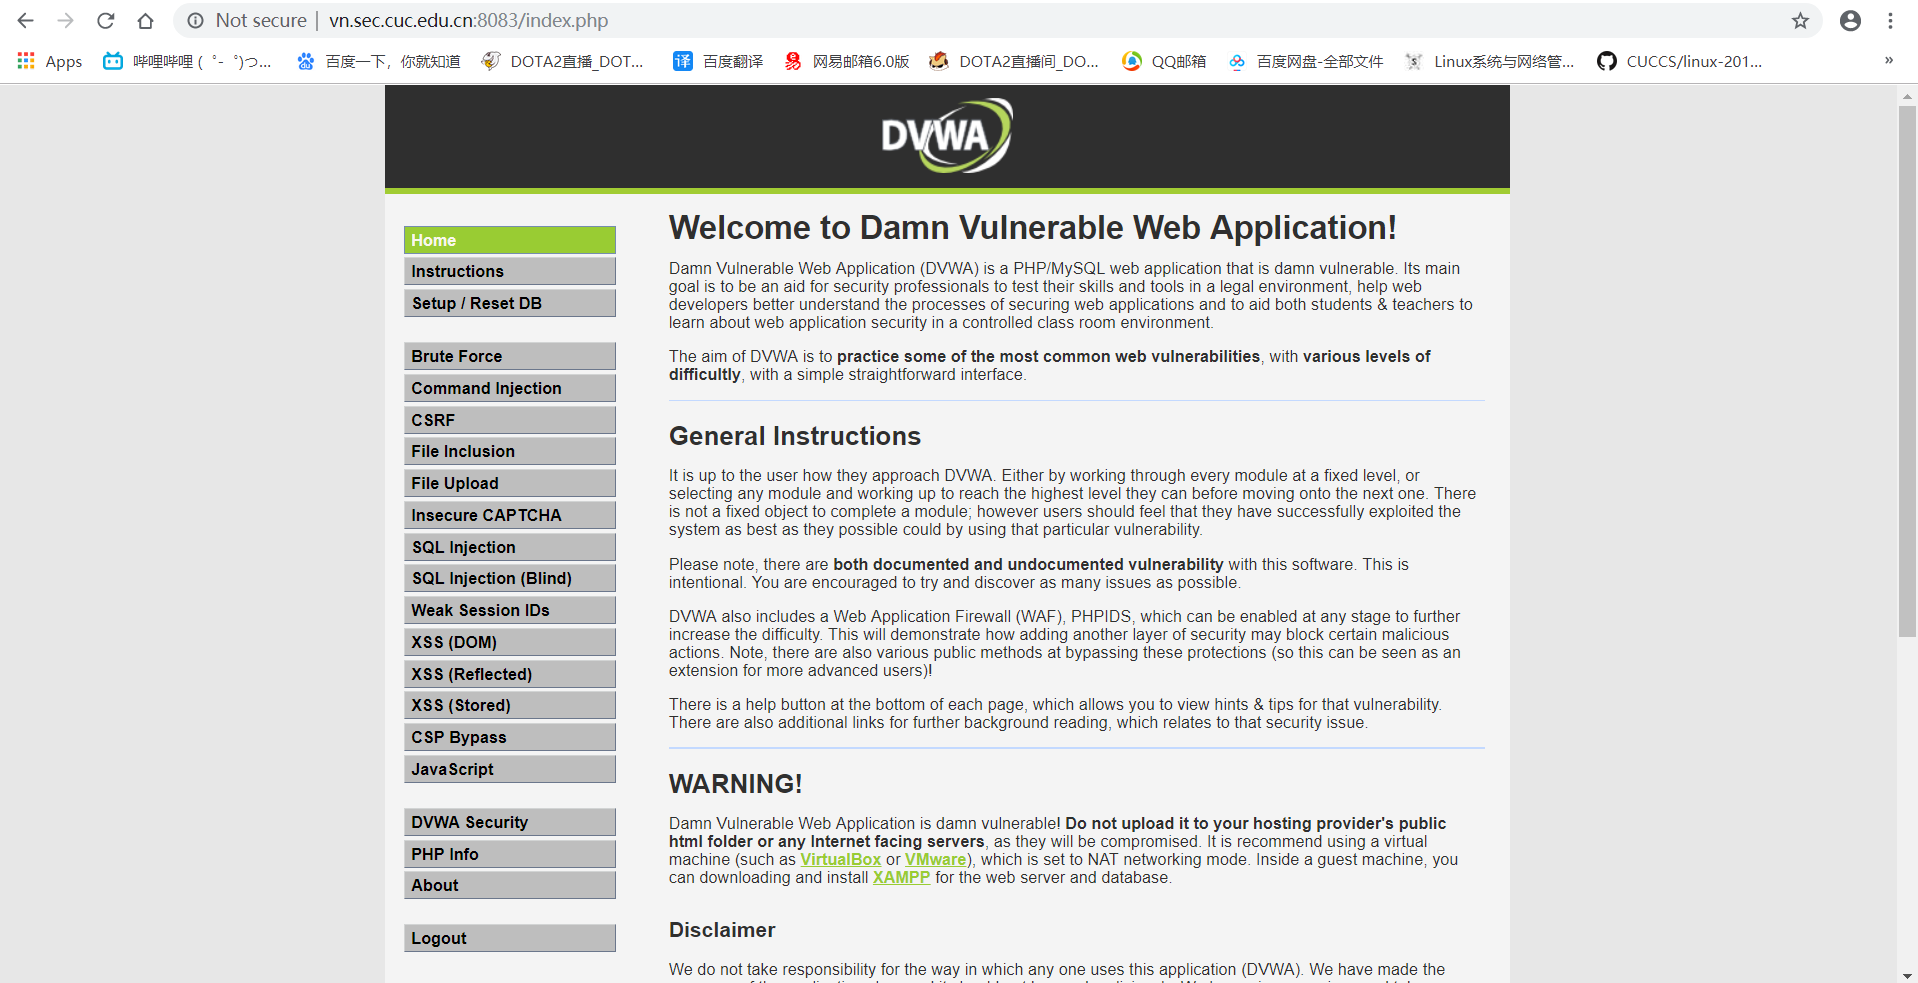 Not secure | vn.sec.cuc.edu.cn:8083/index.php
Apps 哔哩哔哩 (゜-゜)つ... 百度一下，你就知道 DOTA2直播_DOT... 百度翻译 网易邮箱6.0版 DOTA2直播间_DO... QQ邮箱 百度网盘-全部文件 Linux系统与网络管... CUCCS/linux-201... »
DVWA
Home
Instructions
Setup / Reset DB
Brute Force
Command Injection
CSRF
File Inclusion
File Upload
Insecure CAPTCHA
SQL Injection
SQL Injection (Blind)
Weak Session IDs
XSS (DOM)
XSS (Reflected)
XSS (Stored)
CSP Bypass
JavaScript
DVWA Security
PHP Info
About
Logout
Welcome to Damn Vulnerable Web Application!
Damn Vulnerable Web Application (DVWA) is a PHP/MySQL web application that is damn vulnerable. Its main
goal is to be an aid for security professionals to test their skills and tools in a legal environment, help web
developers better understand the processes of securing web applications and to aid both students & teachers to
learn about web application security in a controlled class room environment.
The aim of DVWA is to practice some of the most common web vulnerabilities, with various levels of
difficultly, with a simple straightforward interface.
General Instructions
It is up to the user how they approach DVWA. Either by working through every module at a fixed level, or
selecting any module and working up to reach the highest level they can before moving onto the next one. There
is not a fixed object to complete a module; however users should feel that they have successfully exploited the
system as best as they possible could by using that particular vulnerability.
Please note, there are both documented and undocumented vulnerability with this software. This is
intentional. You are encouraged to try and discover as many issues as possible.
DVWA also includes a Web Application Firewall (WAF), PHPIDS, which can be enabled at any stage to further
increase the difficulty. This will demonstrate how adding another layer of security may block certain malicious
actions. Note, there are also various public methods at bypassing these protections (so this can be seen as an
extension for more advanced users)!
There is a help button at the bottom of each page, which allows you to view hints & tips for that vulnerability.
There are also additional links for further background reading, which relates to that security issue.
WARNING!
Damn Vulnerable Web Application is damn vulnerable! Do not upload it to your hosting provider's public
html folder or any Internet facing servers, as they will be compromised. It is recommend using a virtual
machine (such as VirtualBox or VMware), which is set to NAT networking mode. Inside a guest machine, you
can downloading and install XAMPP for the web server and database.
Disclaimer
We do not take responsibility for the way in which any one uses this application (DVWA). We have made the